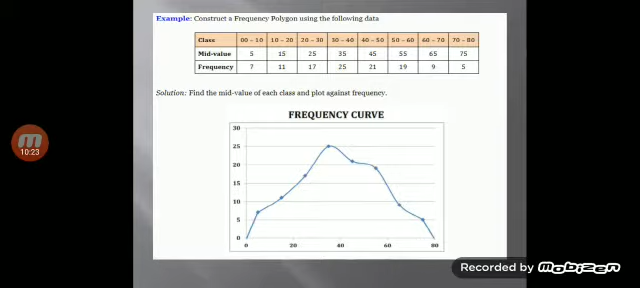 Example: Construct a Frequency Polygon using the following data
Class 00 – 10 10 – 20 20 – 30 30 – 40 40 – 50 50 – 60 60 – 70 70 – 80
Mid-value 5 15 25 35 45 55 65 75
Frequency 7 11 17 25 21 19 9 5
Solution: Find the mid-value of each class and plot against frequency.
FREQUENCY CURVE
30
25
20
15
10
5
0
0 20 40 60 80
10:23
Recorded by mobizen